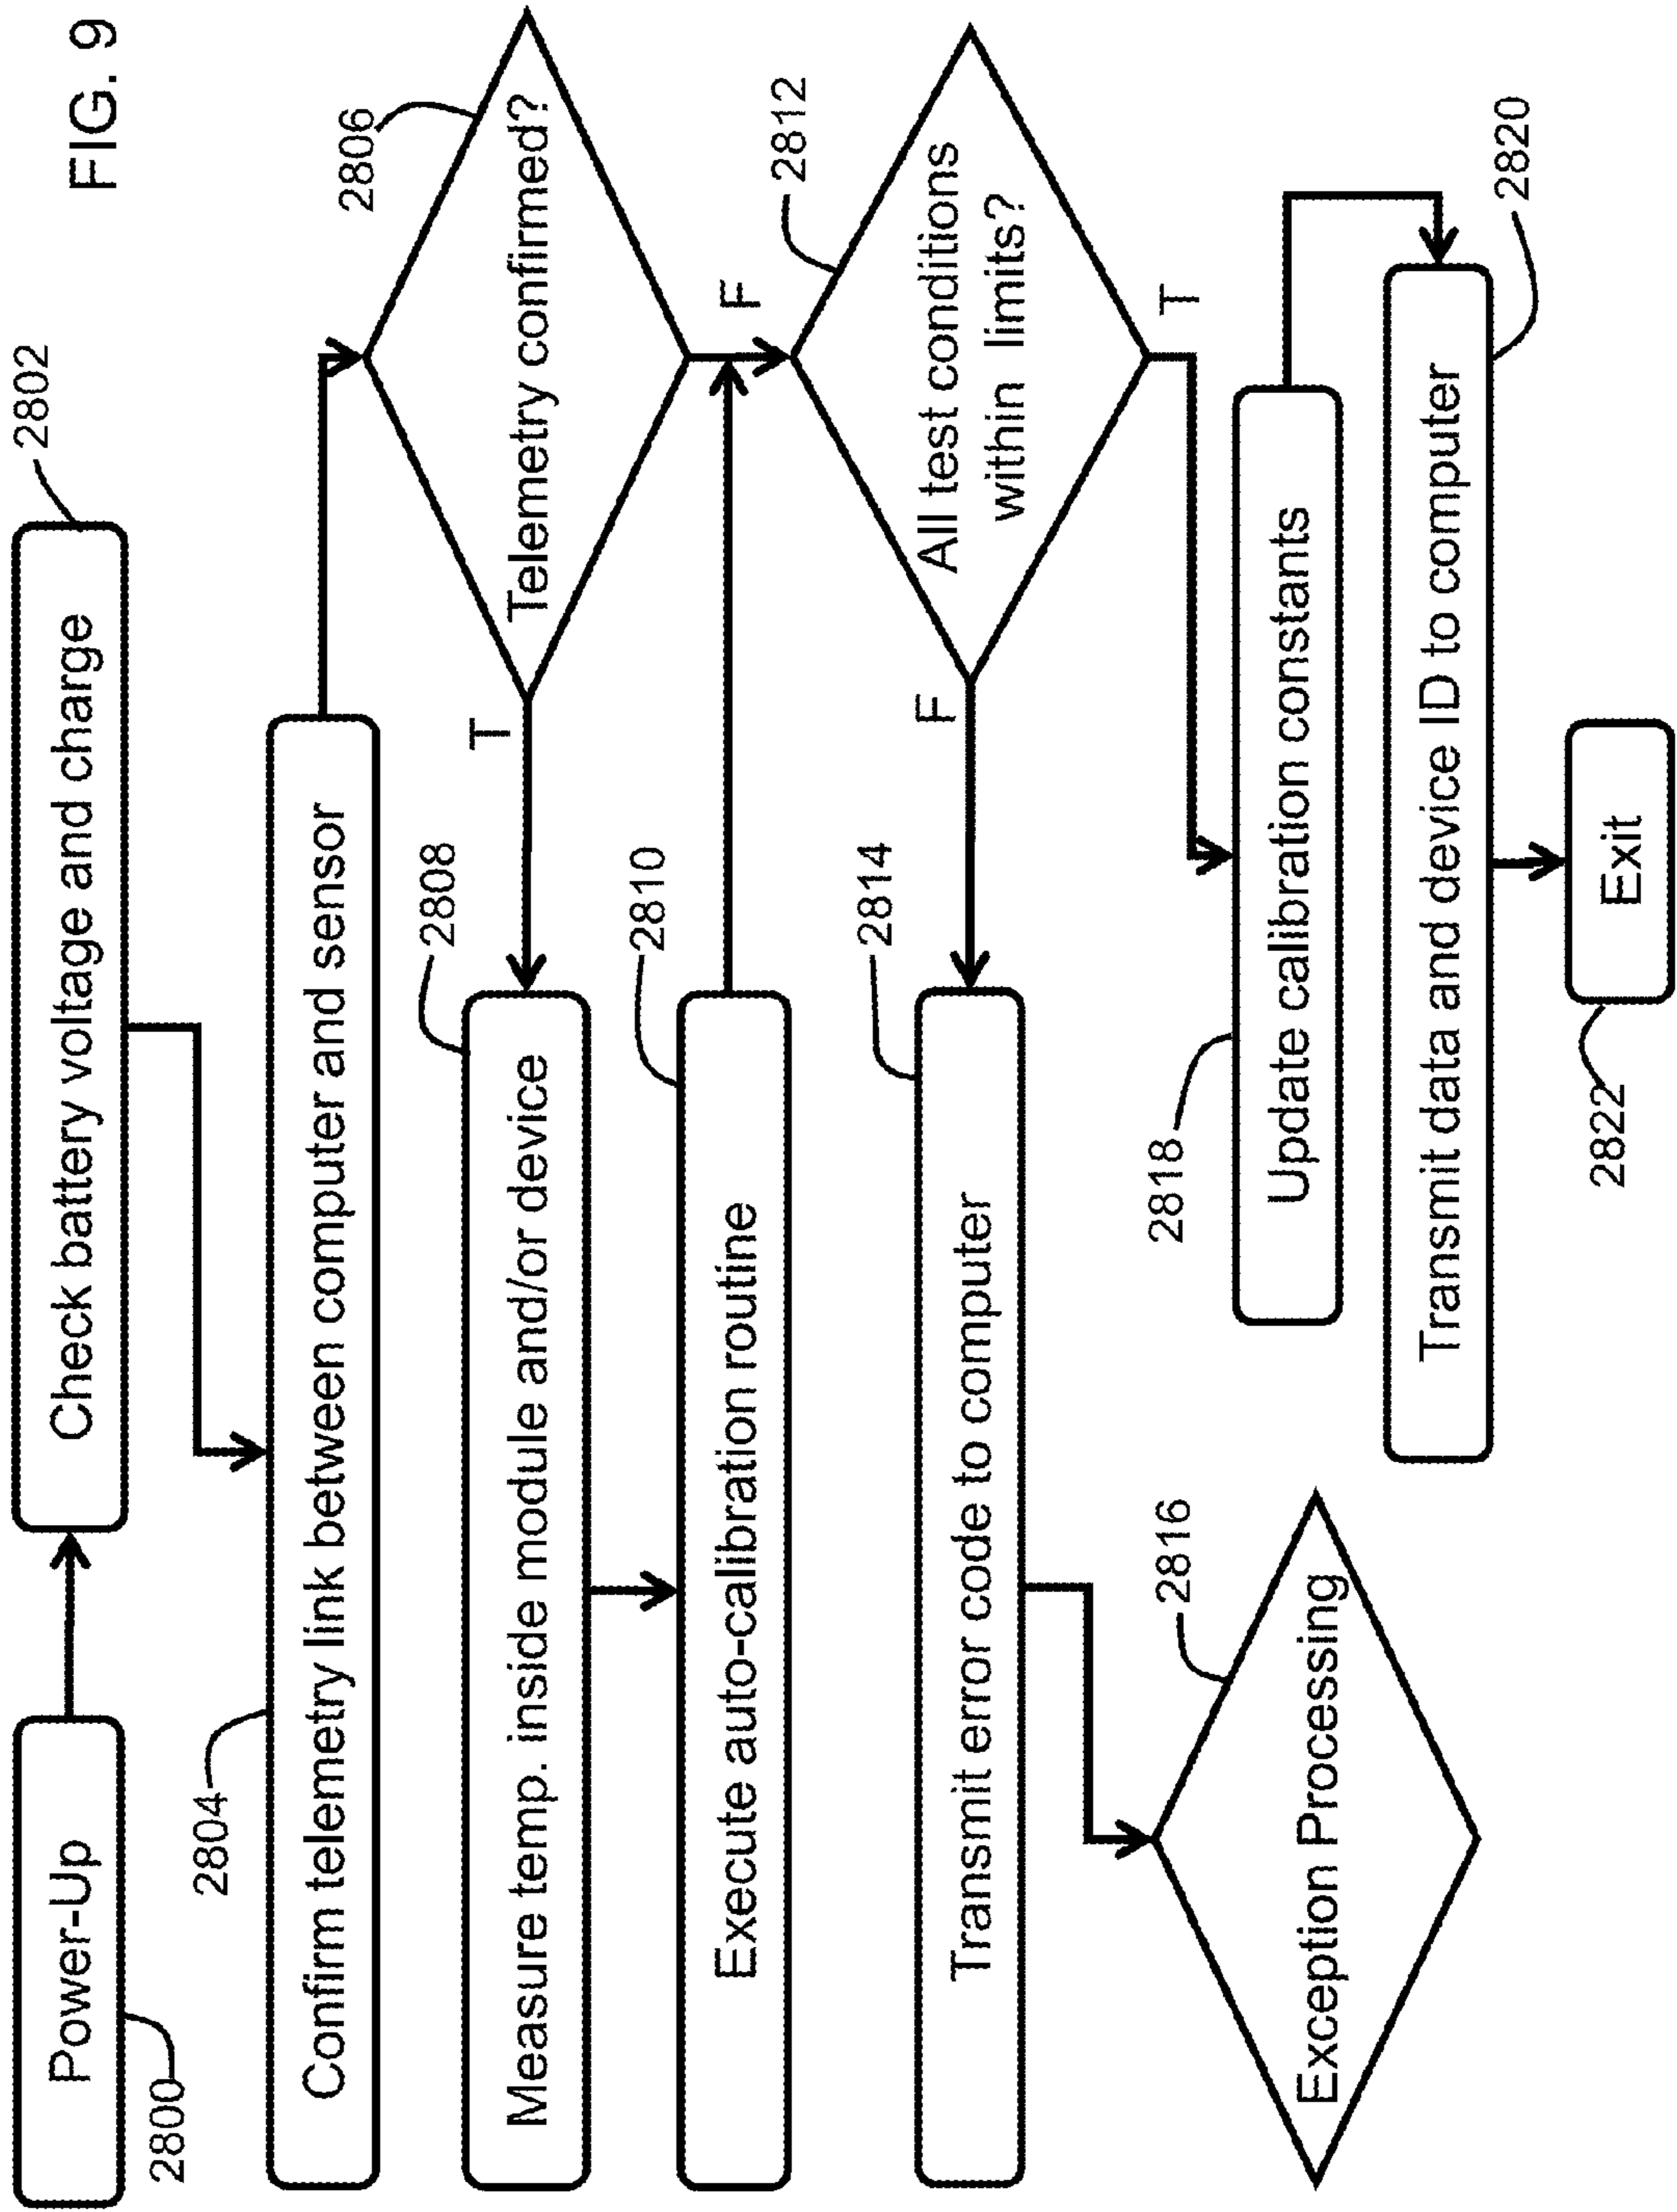 FIG. 9
Power-Up
2800
Check battery voltage and charge
2802
2804
Confirm telemetry link between computer and sensor
2806
Telemetry confirmed?
T
F
2808
Measure temp. inside module and/or device
2810
Execute auto-calibration routine
2812
All test conditions
within limits?
F
T
2814
Transmit error code to computer
2816
Exception Processing
2818
Update calibration constants
2820
Transmit data and device ID to computer
2822
Exit